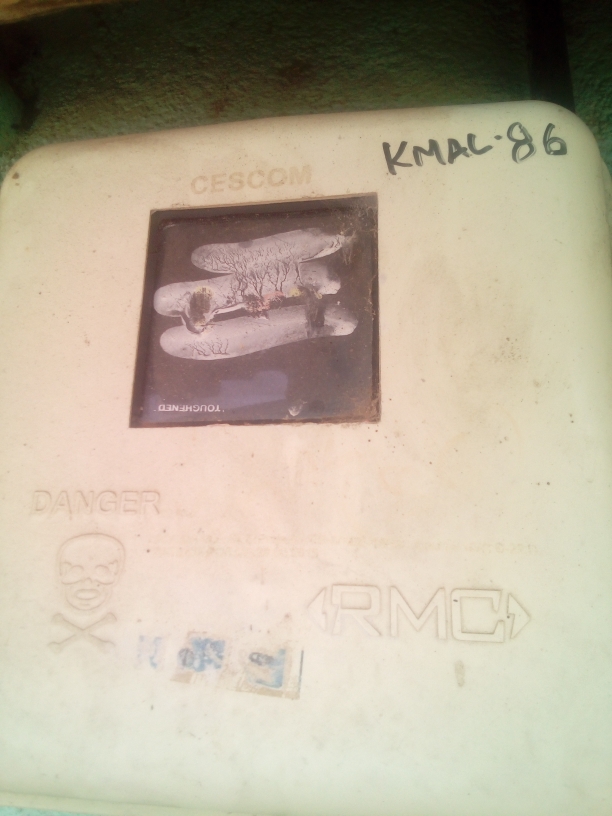 KMAL-86
CESCOM
"TOUGHENED"
DANGER
RMC